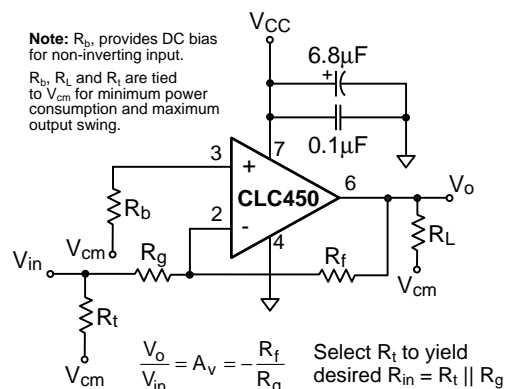 Note: Rb, provides DC bias
for non-inverting input.
Rb, RL and Rt are tied
to Vcm for minimum power
consumption and maximum
output swing.
VCC
6.8µF
+
0.1µF
7
3
+
CLC450
6
Vo
2
-
4
Rb
Vcm
Vin
Rg
Rf
RL
Vcm
Rt
Vcm
Vo/Vin = Av = -Rf/Rg
Select Rt to yield
desired Rin = Rt || Rg